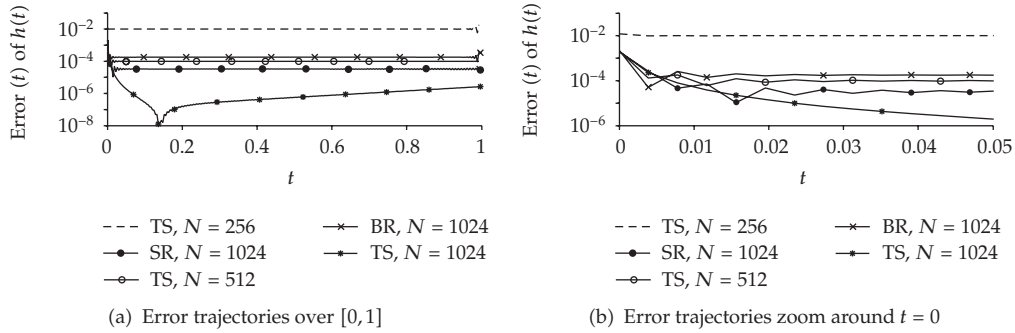 Error (t) of h(t)
10−2
10−4
10−6
10−8
0
0.2
0.4
0.6
0.8
1
t
TS, N = 256
SR, N = 1024
TS, N = 512
BR, N = 1024
TS, N = 1024
(a) Error trajectories over [0, 1]
Error (t) of h(t)
10−2
10−4
10−6
0
0.01
0.02
0.03
0.04
0.05
t
TS, N = 256
SR, N = 1024
TS, N = 512
BR, N = 1024
TS, N = 1024
(b) Error trajectories zoom around t = 0